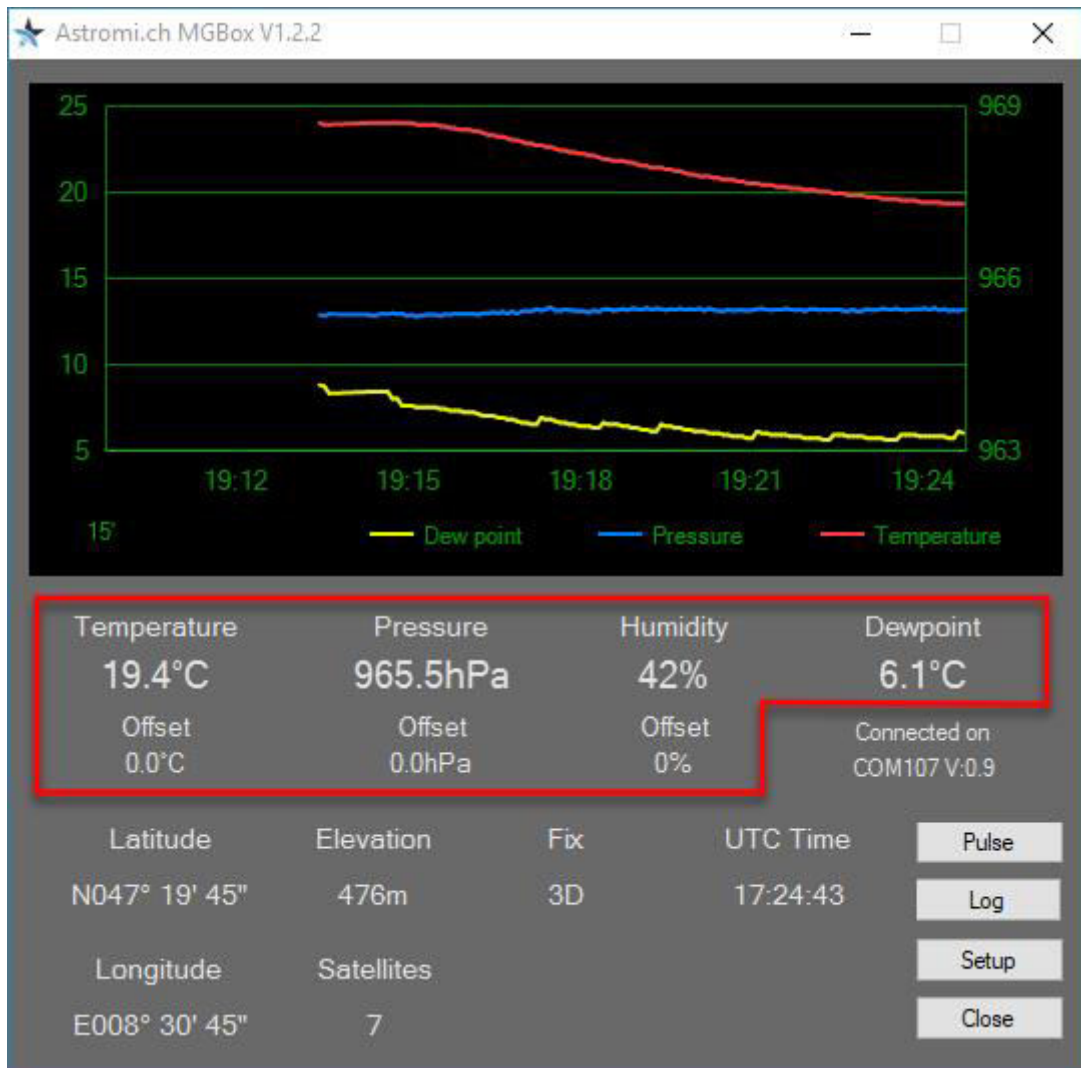 Astromi.ch MGBox V1.2.2
25 969
20
15 966
10
5 963
19:12 19:15 19:18 19:21 19:24
15' Dew point Pressure Temperature
Temperature Pressure Humidity Dewpoint
19.4°C 965.5hPa 42% 6.1°C
Offset Offset Offset Connected on
0.0°C 0.0hPa 0% COM107 V:0.9
Latitude Elevation Fix UTC Time Pulse
N047° 19' 45" 476m 3D 17:24:43 Log
Longitude Satellites Setup
E008° 30' 45" 7 Close